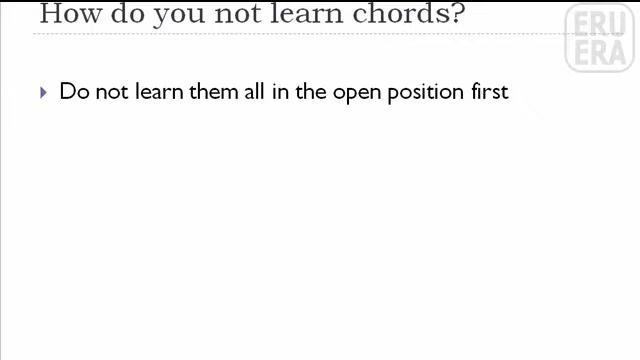 How do you not learn chords?
ERU
ERA
Do not learn them all in the open position first